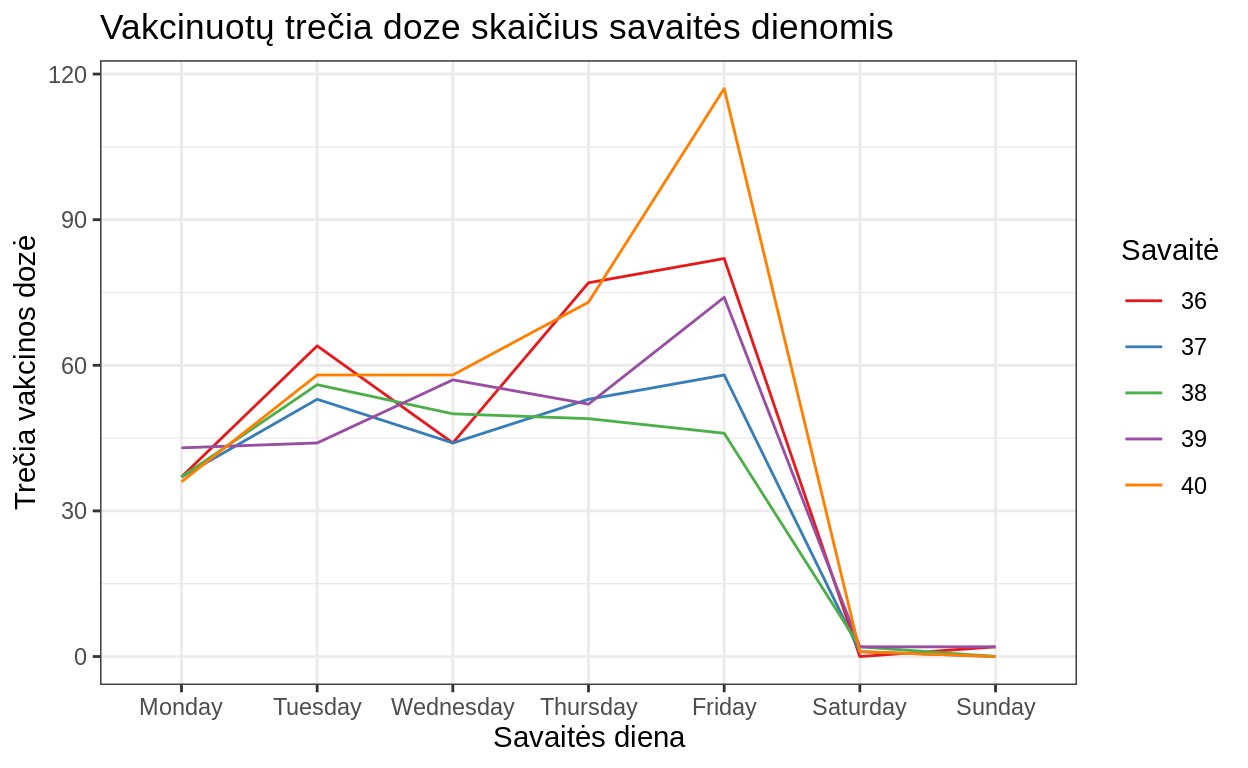 Vakcinuotų trečia doze skaičius savaitės dienomis
Trečia vakcinos dozė
120
90
60
30
0
Monday Tuesday Wednesday Thursday Friday Saturday Sunday
Savaitės diena
Savaitė
36
37
38
39
40